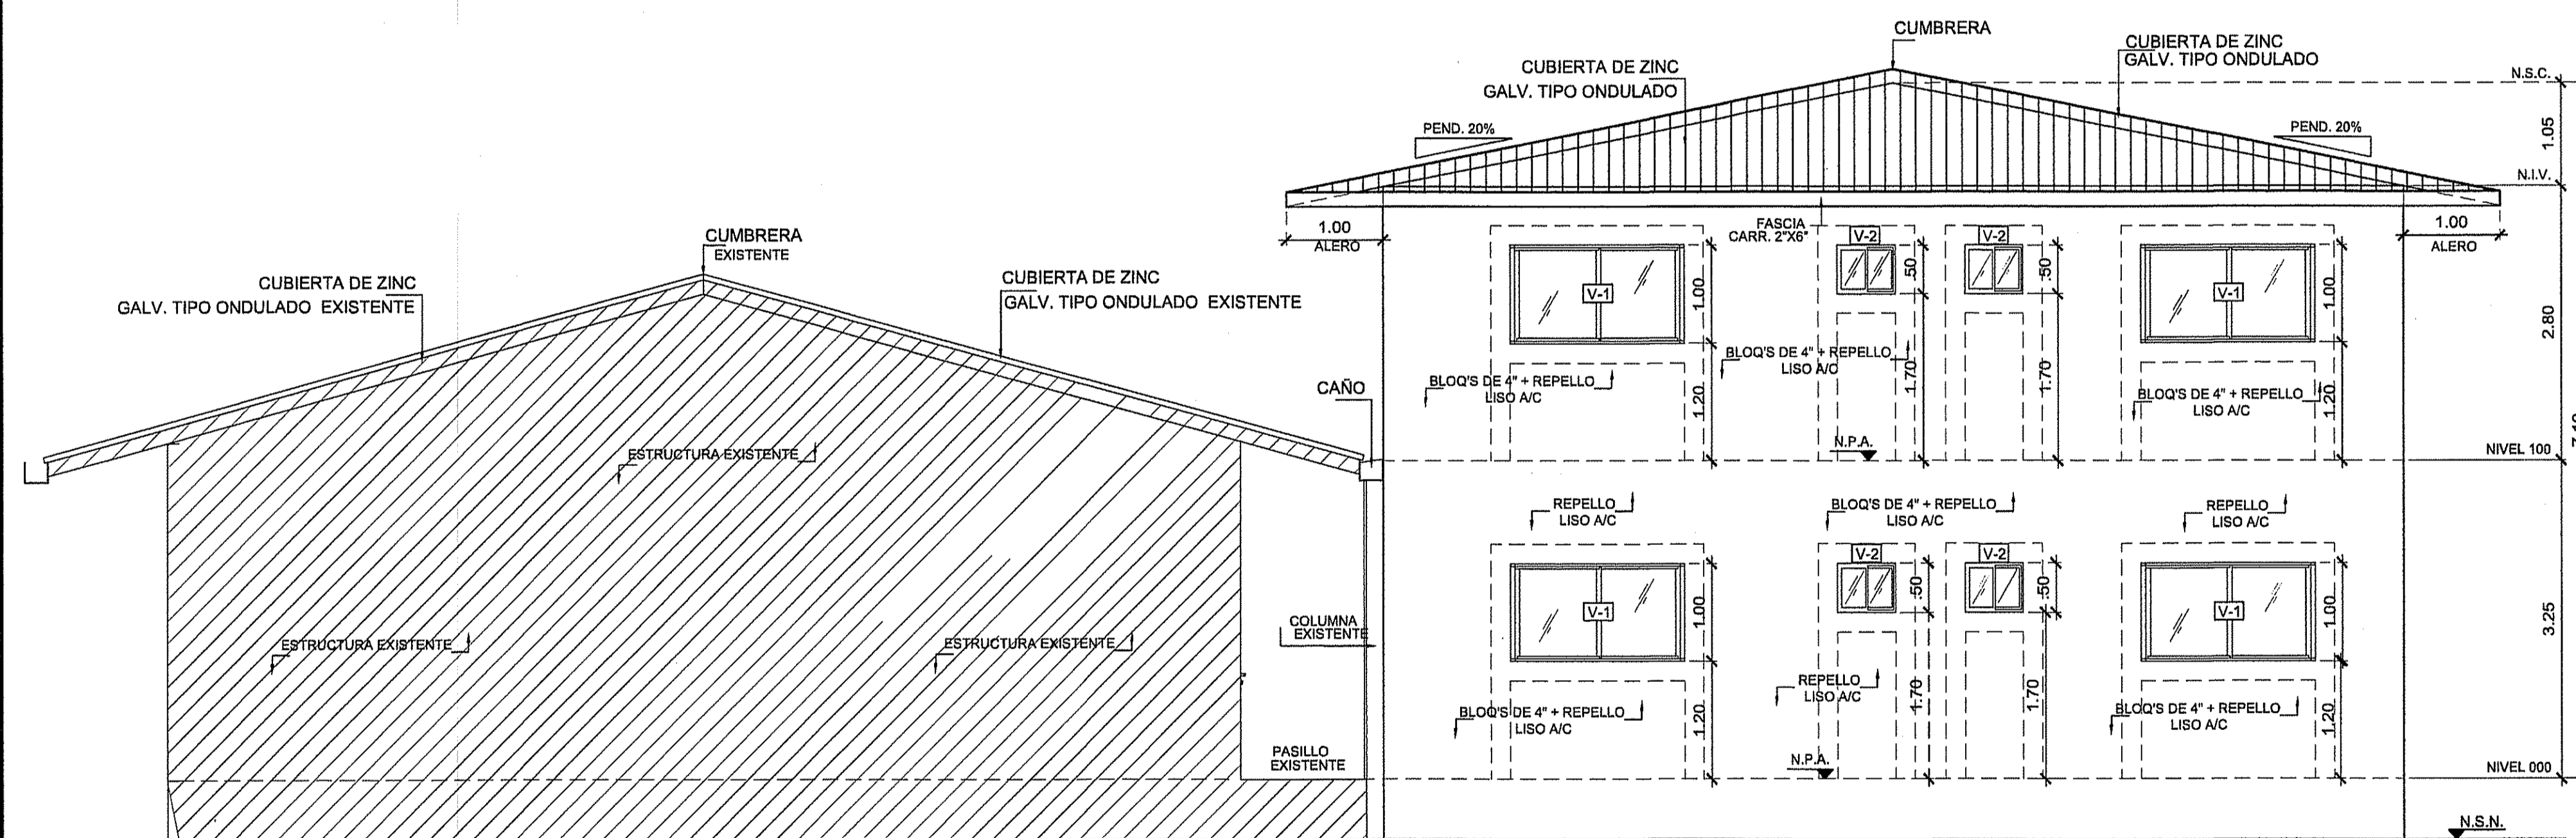 CUMBRERA
CUBIERTA DE ZINC
GALV. TIPO ONDULADO
CUBIERTA DE ZINC
GALV. TIPO ONDULADO
N.S.C.
PEND. 20%
PEND. 20%
1.05
N.I.V.
1.00
ALERO
FASCIA
CARR. 2"X6"
1.00
ALERO
CUMBRERA
EXISTENTE
CUBIERTA DE ZINC
GALV. TIPO ONDULADO EXISTENTE
CUBIERTA DE ZINC
GALV. TIPO ONDULADO EXISTENTE
V-1
1.00
V-2
.50
V-2
.50
V-1
1.00
2.80
CAÑO
BLOQ'S DE 4" + REPELLO
LISO A/C
1.20
BLOQ'S DE 4" + REPELLO
LISO A/C
1.70
1.70
BLOQ'S DE 4" + REPELLO
LISO A/C
1.20
N.P.A.
NIVEL 100
ESTRUCTURA EXISTENTE
REPELLO
LISO A/C
BLOQ'S DE 4" + REPELLO
LISO A/C
REPELLO
LISO A/C
V-1
1.00
V-2
.50
V-2
.50
V-1
1.00
3.25
COLUMNA
EXISTENTE
ESTRUCTURA EXISTENTE
ESTRUCTURA EXISTENTE
BLOQ'S DE 4" + REPELLO
LISO A/C
1.20
REPELLO
LISO A/C
1.70
1.70
BLOQ'S DE 4" + REPELLO
LISO A/C
1.20
PASILLO
EXISTENTE
N.P.A.
NIVEL 000
N.S.N.